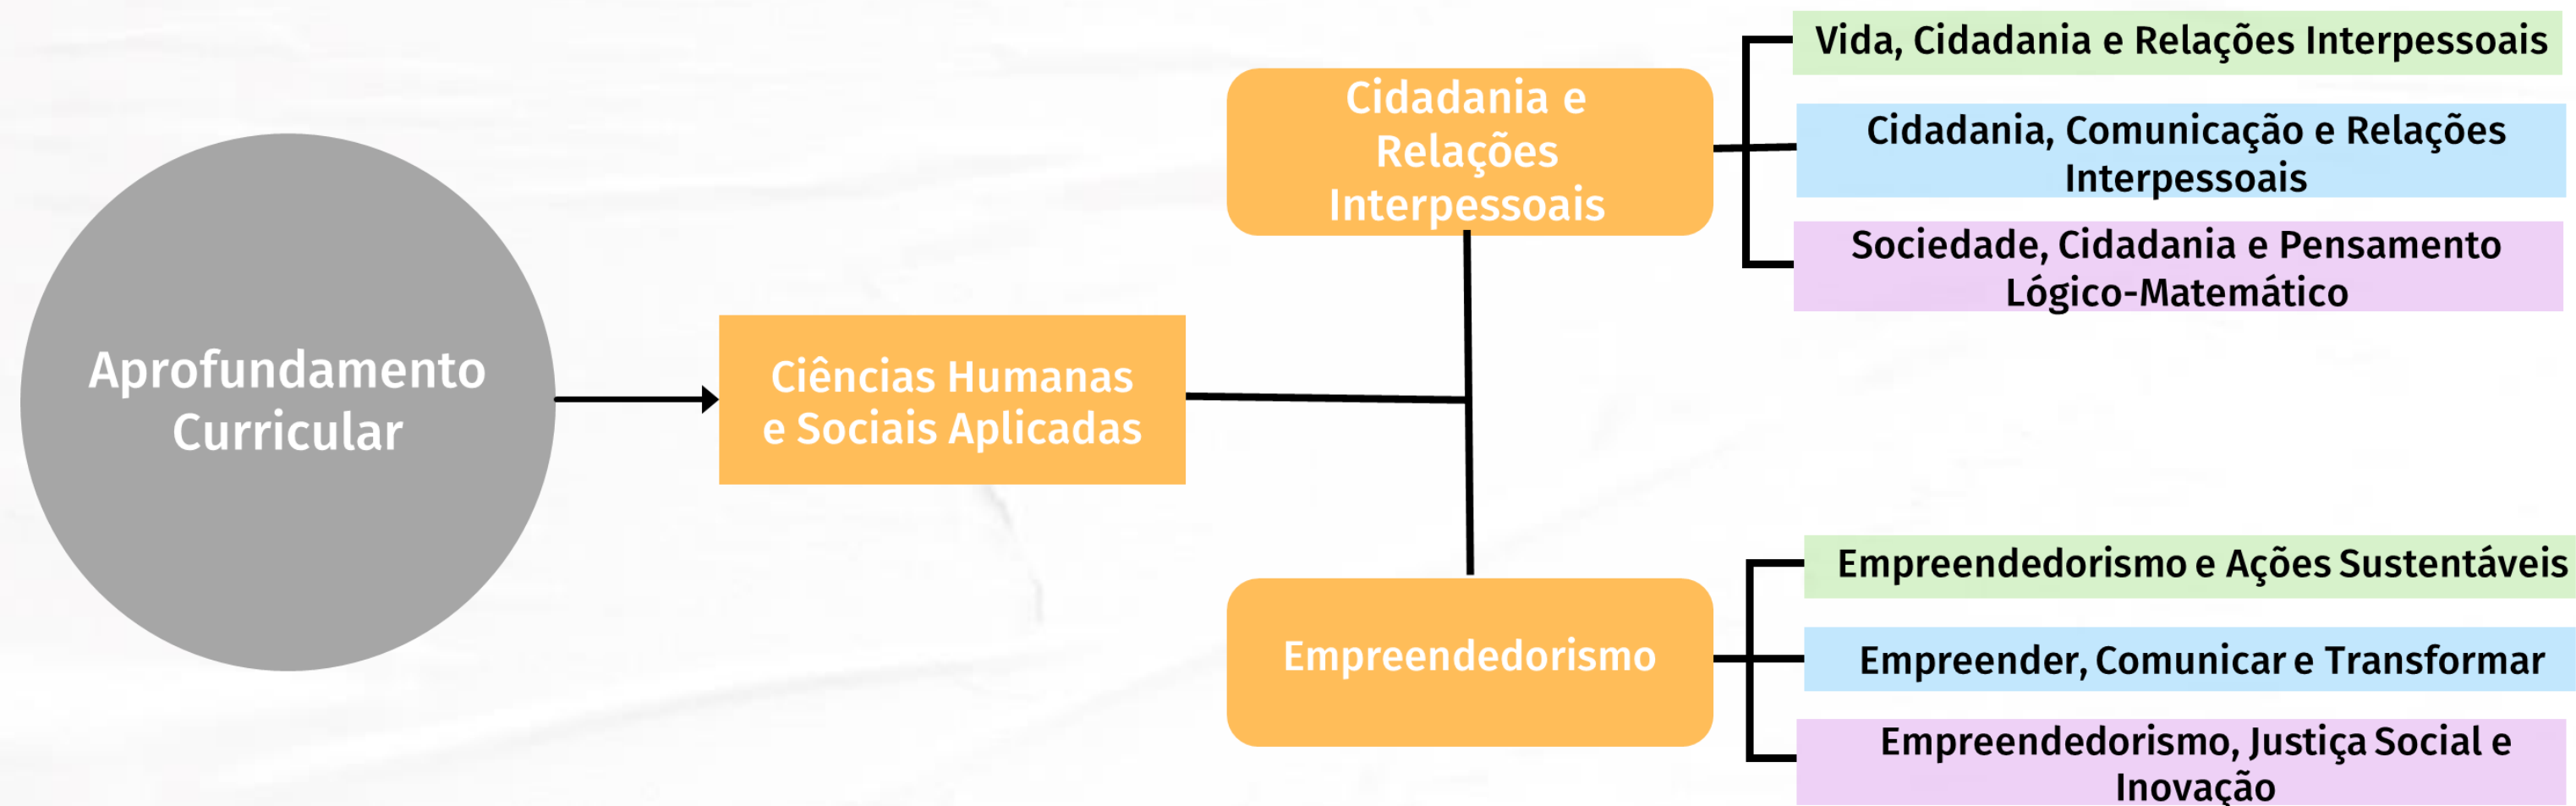 Aprofundamento
Curricular
Ciências Humanas
e Sociais Aplicadas
Cidadania e
Relações
Interpessoais
Vida, Cidadania e Relações Interpessoais
Cidadania, Comunicação e Relações
Interpessoais
Sociedade, Cidadania e Pensamento
Lógico-Matemático
Empreendedorismo
Empreendedorismo e Ações Sustentáveis
Empreender, Comunicar e Transformar
Empreendedorismo, Justiça Social e
Inovação